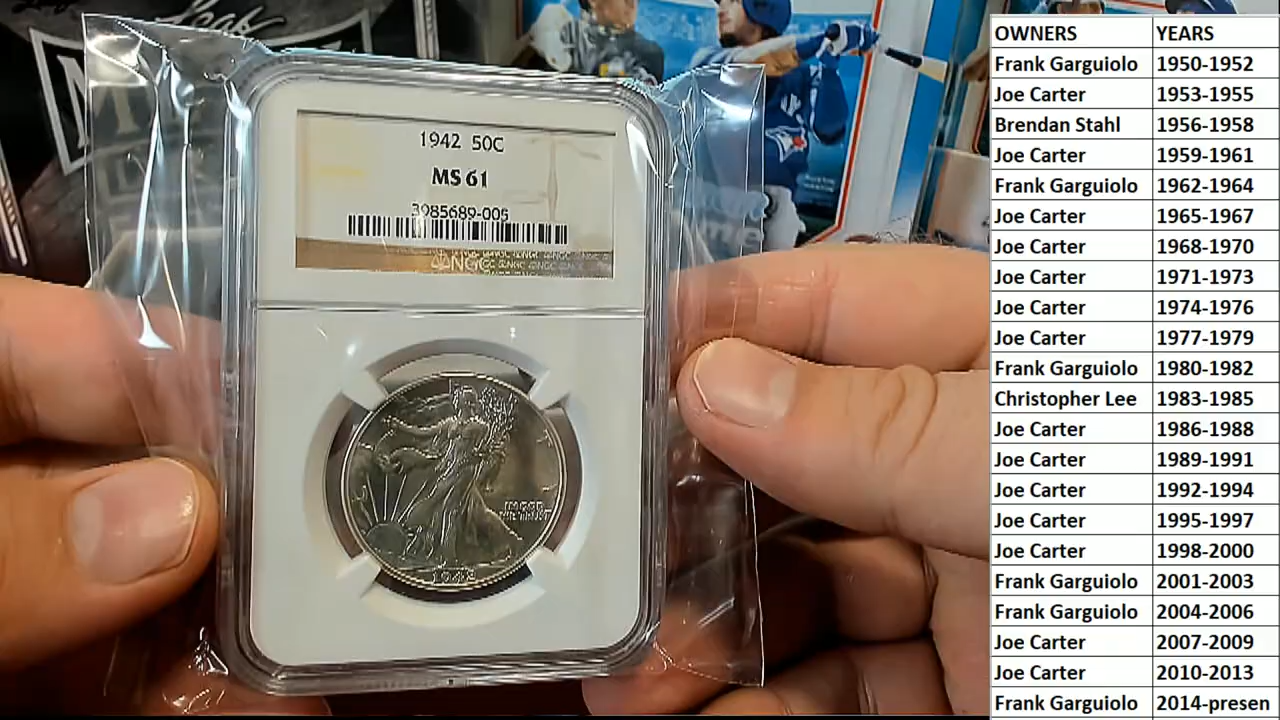 1942 50C
MS 61
3985689-005
NGC
IN GOD
WE TRUST
1942
OWNERS YEARS
Frank Garguiolo 1950-1952
Joe Carter 1953-1955
Brendan Stahl 1956-1958
Joe Carter 1959-1961
Frank Garguiolo 1962-1964
Joe Carter 1965-1967
Joe Carter 1968-1970
Joe Carter 1971-1973
Joe Carter 1974-1976
Joe Carter 1977-1979
Frank Garguiolo 1980-1982
Christopher Lee 1983-1985
Joe Carter 1986-1988
Joe Carter 1989-1991
Joe Carter 1992-1994
Joe Carter 1995-1997
Joe Carter 1998-2000
Frank Garguiolo 2001-2003
Frank Garguiolo 2004-2006
Joe Carter 2007-2009
Joe Carter 2010-2013
Frank Garguiolo 2014-presen